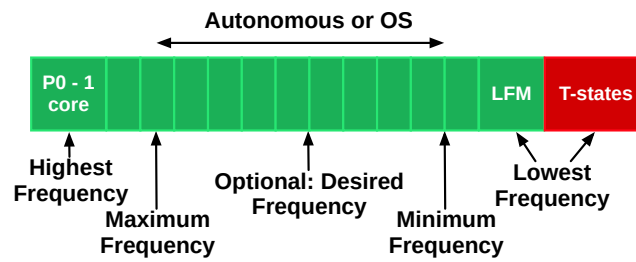 Autonomous or OS
P0 - 1
core
LFM
T-states
Highest
Frequency
Maximum
Frequency
Optional: Desired
Frequency
Minimum
Frequency
Lowest
Frequency